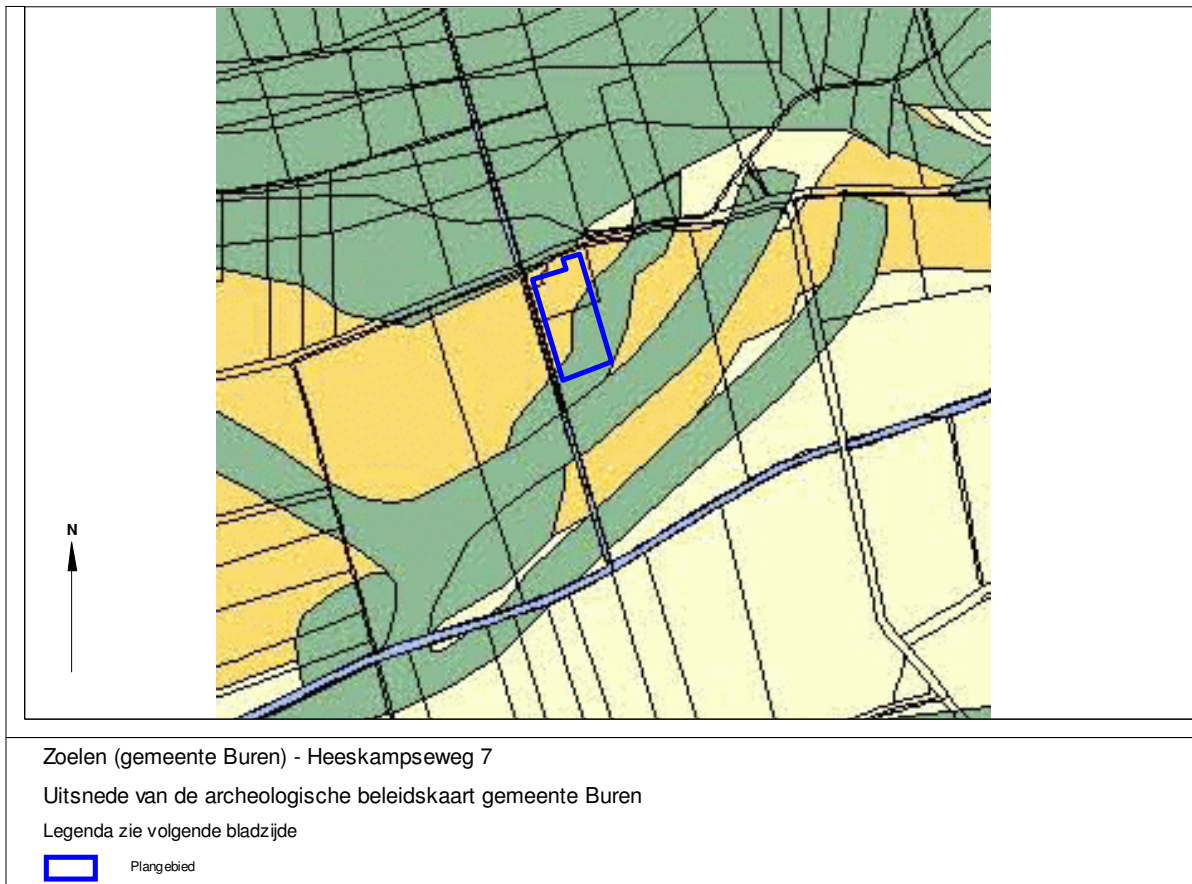 N
Zoelen (gemeente Buren) - Heeskampseweg 7
Uitsnede van de archeologische beleidskaart gemeente Buren
Legenda zie volgende bladzijde
Plangebied